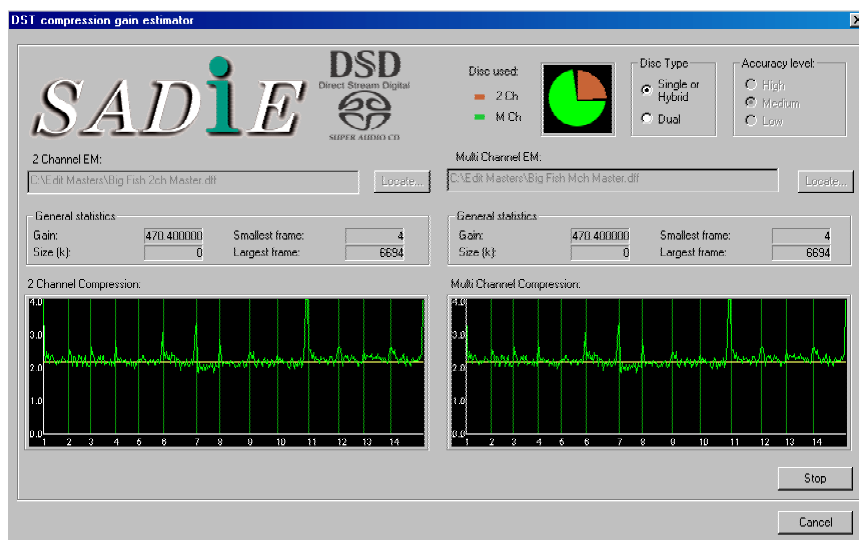 DST compression gain estimator
SADiE
DSD
Direct Stream Digital
SUPER AUDIO CD
Disc used:
2 Ch
M Ch
Disc Type
Single or
Hybrid
Dual
Accuracy level:
High
Medium
Low
2 Channel EM:
C:\Edit Masters\Big Fish 2ch Master.dff
Locate...
Multi Channel EM:
C:\Edit Masters\Big Fish Mch Master.dff
Locate...
General statistics
Gain: 470.400000 Smallest frame: 4
Size (k): 0 Largest frame: 6694
General statistics
Gain: 470.400000 Smallest frame: 4
Size (k): 0 Largest frame: 6694
2 Channel Compression:
4.0
3.0
2.0
1.0
0.0
1 2 3 4 5 6 7 8 9 10 11 12 13 14
Multi Channel Compression:
4.0
3.0
2.0
1.0
0.0
1 2 3 4 5 6 7 8 9 10 11 12 13 14
Stop
Cancel